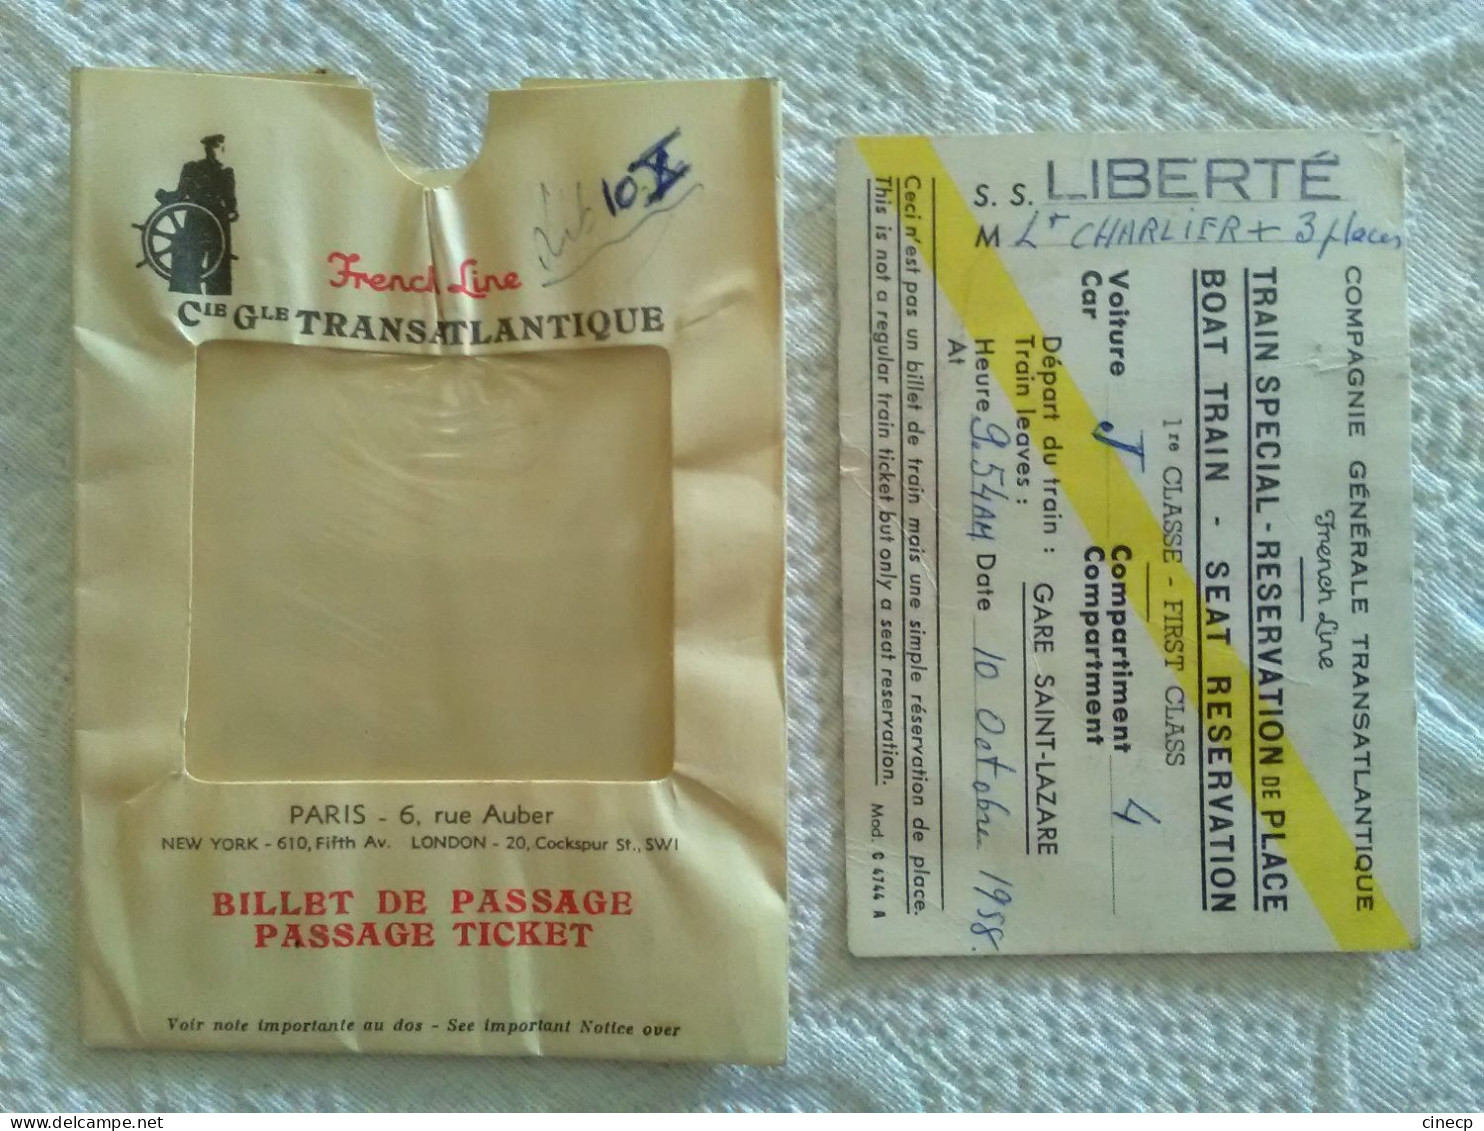 Lib 10.X
French Line
CIE GLE TRANSATLANTIQUE
PARIS - 6, rue Auber
NEW YORK - 610, Fifth Av. LONDON - 20, Cockspur St., SWI
BILLET DE PASSAGE
PASSAGE TICKET
Voir note importante au dos - See important Notice over
COMPAGNIE GÉNÉRALE TRANSATLANTIQUE
French Line
TRAIN SPECIAL - RESERVATION DE PLACE
BOAT TRAIN - SEAT RESERVATION
1re CLASSE - FIRST CLASS
S. S. LIBERTÉ
M Lt CHARLIER + 3 places
Voiture J Compartiment 4
Car Compartment
Départ du train : GARE SAINT-LAZARE
Train leaves :
Heure 9.54 AM Date 10 Octobre 1958.
At
Ceci n'est pas un billet de train mais une simple réservation de place.
This is not a regular train ticket but only a seat reservation. Mod. C 4744 A
cinecp